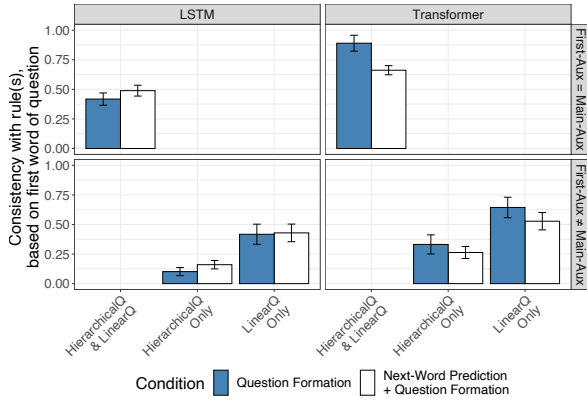 LSTM
Transformer
Consistency with rule(s),
based on first word of question
1.00
0.75
0.50
0.25
0.00
First-Aux = Main-Aux
1.00
0.75
0.50
0.25
0.00
First-Aux ≠ Main-Aux
HierarchicalQ
& LinearQ
HierarchicalQ
Only
LinearQ
Only
HierarchicalQ
& LinearQ
HierarchicalQ
Only
LinearQ
Only
Condition
Question Formation
Next-Word Prediction
+ Question Formation